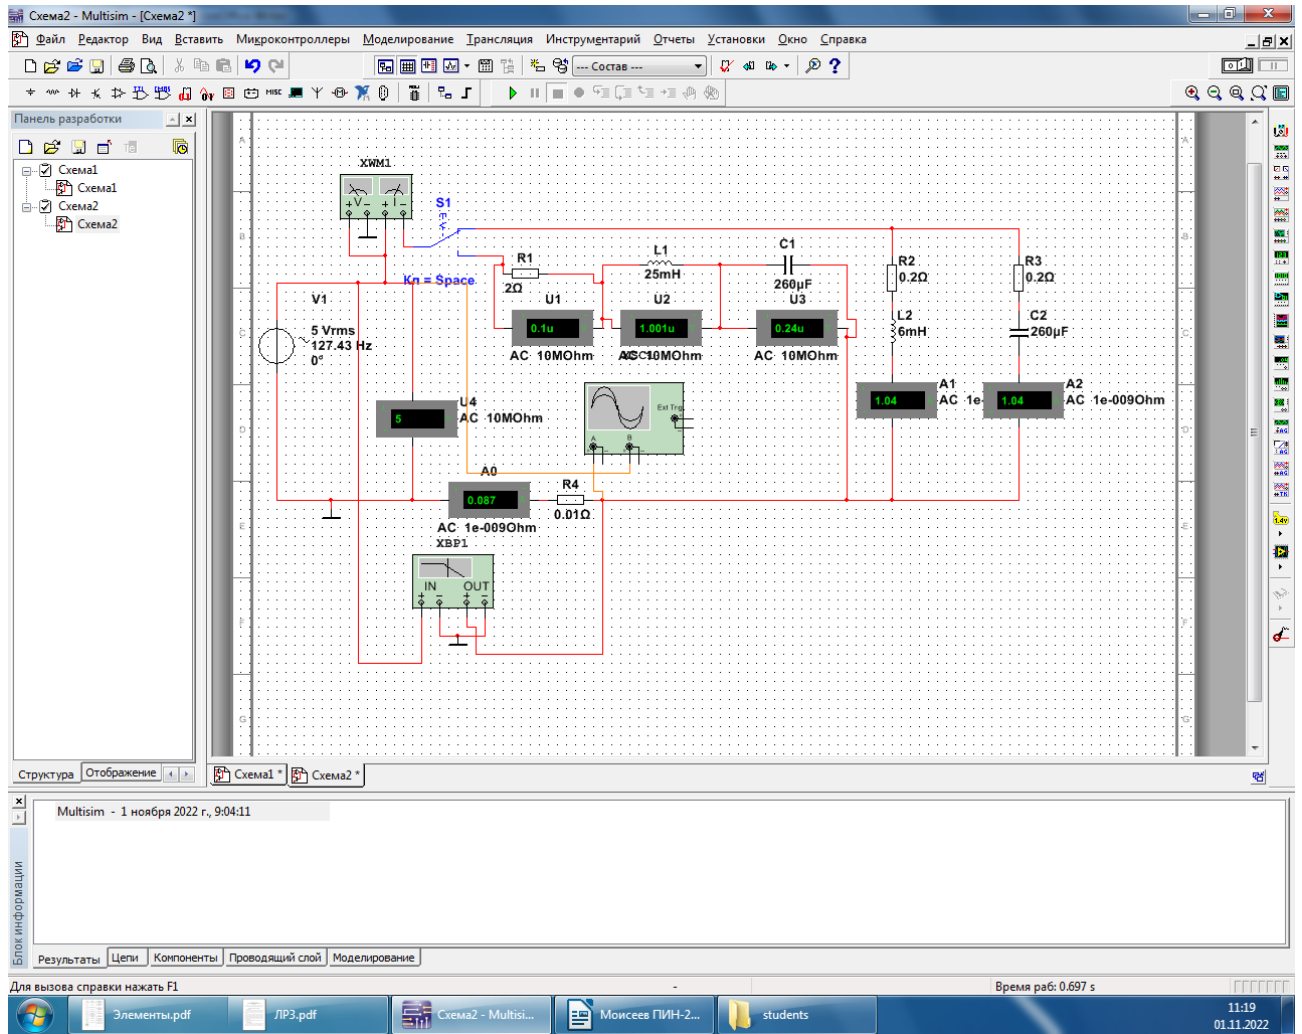 Схема2 - Multisim - [Схема2 *]
Файл Редактор Вид Вставить Микроконтроллеры Моделирование Трансляция Инструментарий Отчеты Установки Окно Справка
--- Состав ---
Панель разработки
Схема1
Схема1
Схема2
Схема2
Структура Отображение
XWM1
V I
+ - + -
S1
Кл = Space
R1
2Ω
L1
25mH
C1
260µF
U1
0.1u
AC 10MOhm
U2
1.001u
10MOhm
U3
0.24u
AC 10MOhm
R2
0.2Ω
R3
0.2Ω
L2
6mH
C2
260µF
V1
5 Vrms
127.43 Hz
0°
U4
5
AC 10MOhm
Ext Trg
A B
A1
1.04
AC 1e-
A2
1.04
AC 1e-009Ohm
A0
0.087
AC 1e-009Ohm
R4
0.01Ω
XBP1
IN OUT
+ - + -
Схема1 * Схема2 *
Multisim - 1 ноября 2022 г., 9:04:11
Блок информации
Результаты Цепи Компоненты Проводящий слой Моделирование
Для вызова справки нажать F1
-
Время раб: 0.697 s
Элементы.pdf ЛР3.pdf Схема2 - Multisi... Моисеев ПИН-2... students
11:19
01.11.2022